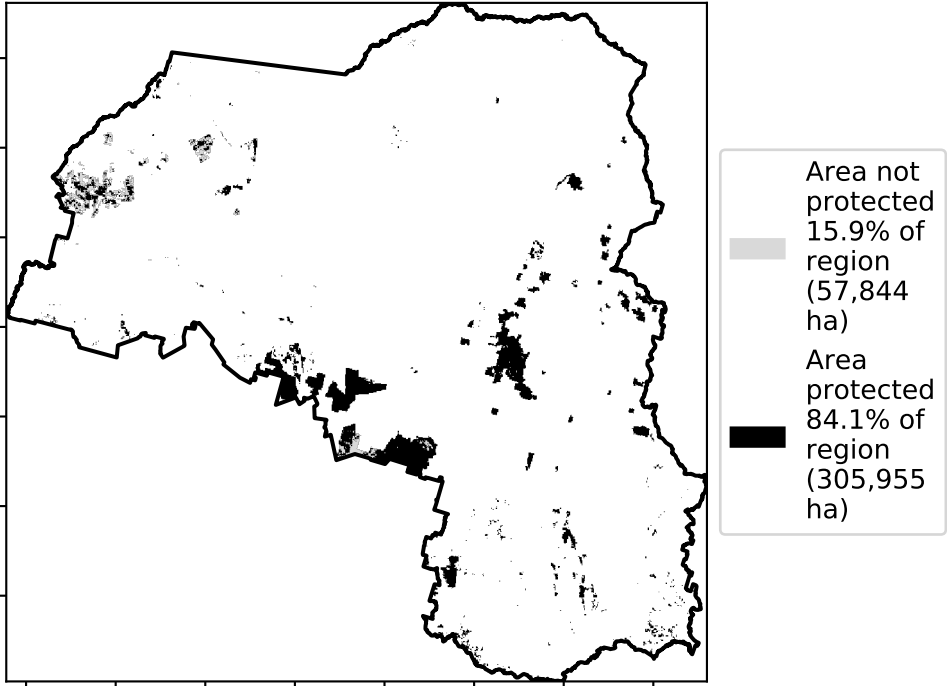 Area not
protected
15.9% of
region
(57,844
ha)
Area
protected
84.1% of
region
(305,955
ha)